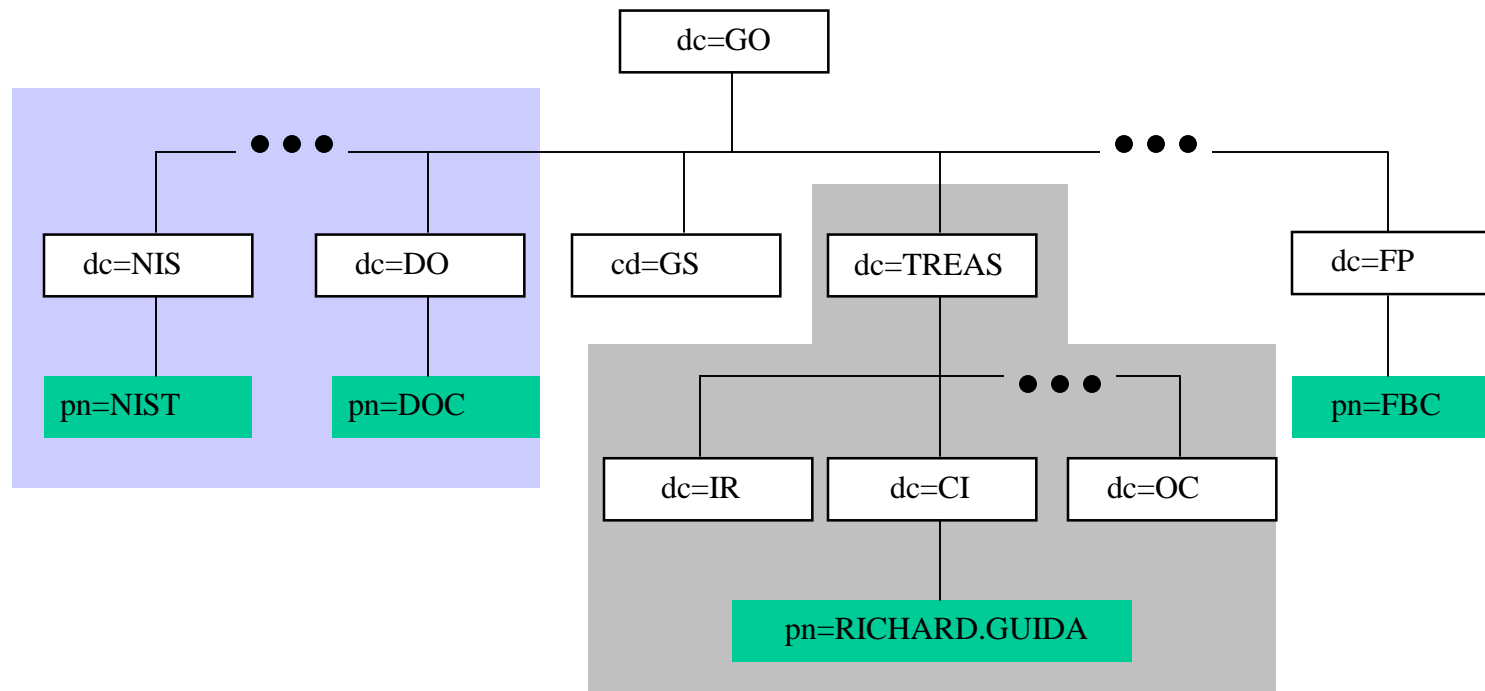 dc=GO
dc=NIS
dc=DO
cd=GS
dc=TREAS
dc=FP
pn=NIST
pn=DOC
pn=FBC
dc=IR
dc=CI
dc=OC
pn=RICHARD.GUIDA